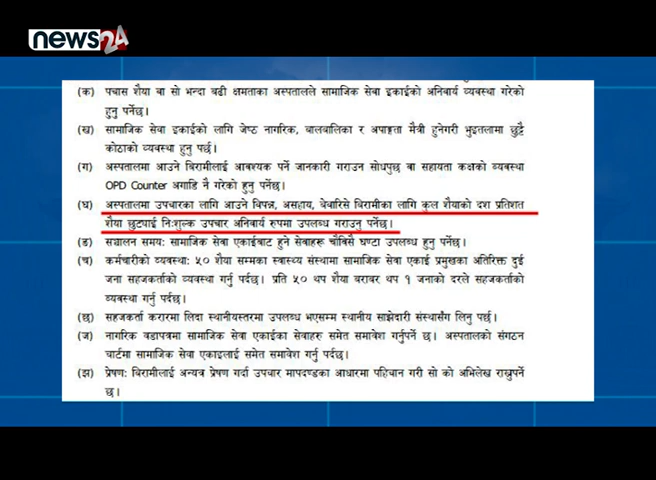 news24
(क) पचास शैया वा सो भन्दा बढी क्षमताका अस्पतालले सामाजिक सेवा इकाईको अनिवार्य व्यवस्था गरेको
हुनु पर्नेछ।
(ख) सामाजिक सेवा इकाईको लागि जेष्ठ नागरिक, बालबालिका र अपाङ्गता मैत्री हुनेगरी भुइतलामा छुट्टै
कोठाको व्यवस्था हुनु पर्छ।
(ग) अस्पतालमा आउने बिरामीलाई आवश्यक पर्ने जानकारी गराउन सोधपुछ वा सहायता कक्षको व्यवस्था
OPD Counter अगाडि नै गरेको हुनु पर्नेछ।
(घ) अस्पतालमा उपचारका लागि आउने विपन्न, असहाय, बेवारिसे बिरामीका लागि कुल शैयाको दश प्रतिशत
शैया छुट्याई निःशुल्क उपचार अनिवार्य रुपमा उपलब्ध गराउनु पर्नेछ।
(ङ) सञ्चालन समय: सामाजिक सेवा एकाईबाट हुने सेवाहरू चौविसै घण्टा उपलब्ध हुनु पर्नेछ।
(च) कर्मचारीको व्यवस्था: ५० शैया सम्मका स्वास्थ्य संस्थामा सामाजिक सेवा एकाई प्रमुखका अतिरिक्त दुई
जना सहजकर्ताको व्यवस्था गर्नु पर्दछ। प्रति ५० थप शैया बराबर थप १ जनाको दरले सहजकर्ताको
व्यवस्था गर्नु पर्दछ।
(छ) सहजकर्ता करारमा लिदा स्थानीयस्तरमा उपलब्ध भएसम्म स्थानीय साझेदारी संस्थासँग लिनु पर्छ।
(ज) नागरिक वडापत्रमा सामाजिक सेवा एकाईका सेवाहरु समेत समावेश गर्नुपर्ने छ। अस्पतालको संगठन
चार्टमा सामाजिक सेवा एकाइलाई समेत समावेश गर्नु पर्दछ।
(झ) प्रेषण: बिरामीलाई अन्यत्र प्रेषण गर्दा उपचार मापदण्डका आधारमा पहिचान गरी सो को अभिलेख राख्नुपर्ने
छ।